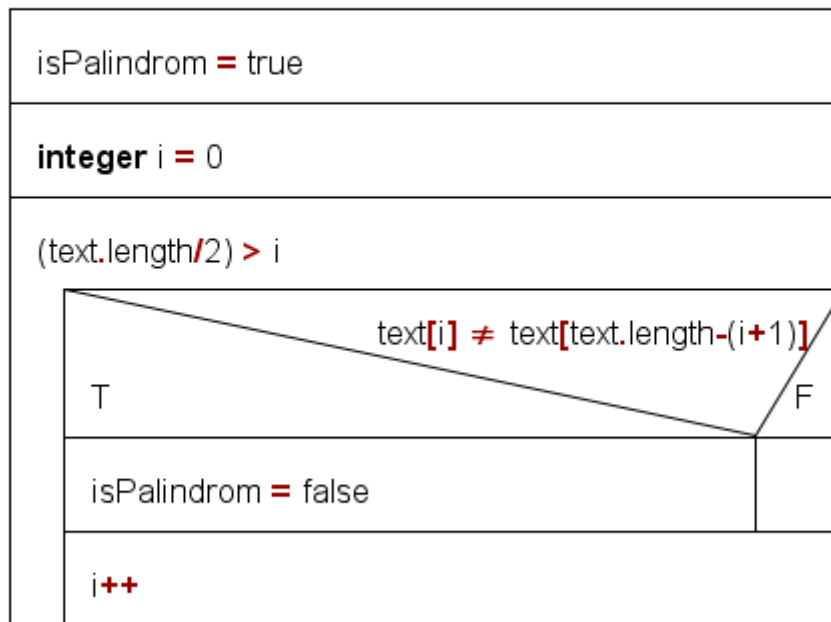 isPalindrom = true
integer i = 0
(text.length/2) > i
text[i] ≠ text[text.length-(i+1)]
T
F
isPalindrom = false
i++